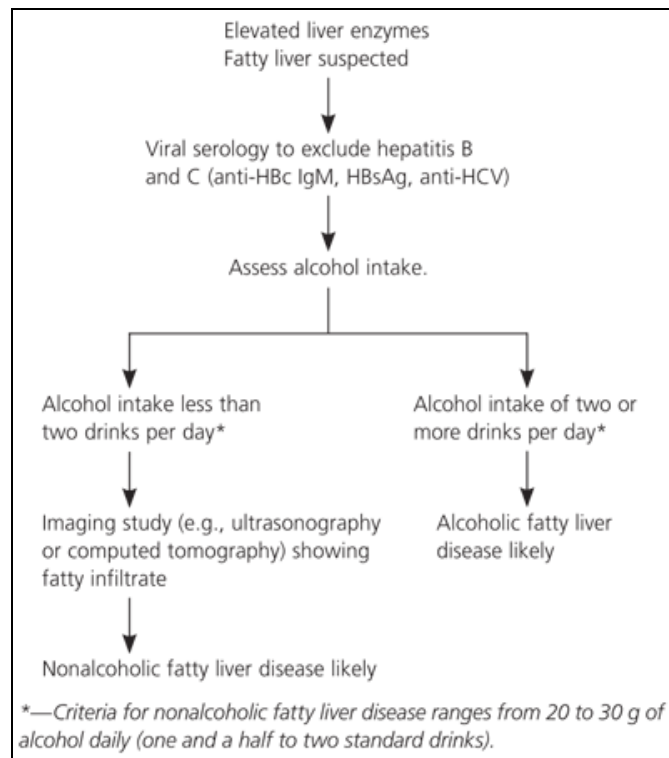 Elevated liver enzymes
Fatty liver suspected
Viral serology to exclude hepatitis B
and C (anti-HBc IgM, HBsAg, anti-HCV)
Assess alcohol intake.
Alcohol intake less than
two drinks per day*
Alcohol intake of two or
more drinks per day*
Imaging study (e.g., ultrasonography
or computed tomography) showing
fatty infiltrate
Alcoholic fatty liver
disease likely
Nonalcoholic fatty liver disease likely
*—Criteria for nonalcoholic fatty liver disease ranges from 20 to 30 g of
alcohol daily (one and a half to two standard drinks).